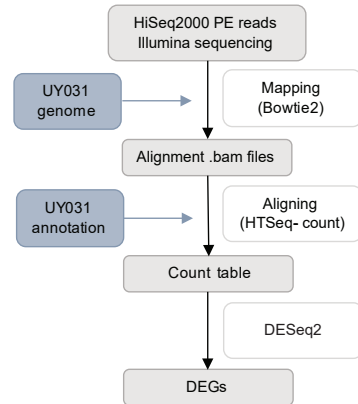 HiSeq2000 PE reads
Illumina sequencing
UY031
genome
Mapping
(Bowtie2)
Alignment .bam files
UY031
annotation
Aligning
(HTSeq- count)
Count table
DESeq2
DEGs